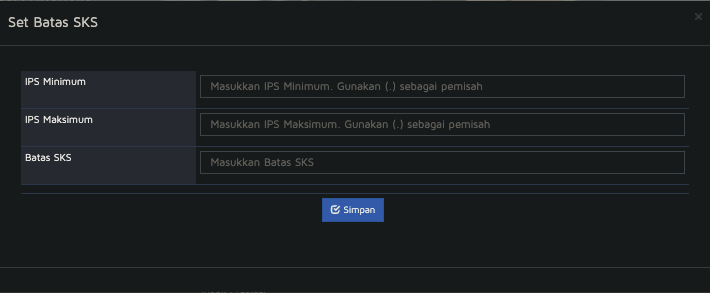 Set Batas SKS
×
IPS Minimum
Masukkan IPS Minimum. Gunakan (.) sebagai pemisah
IPS Maksimum
Masukkan IPS Maksimum. Gunakan (.) sebagai pemisah
Batas SKS
Masukkan Batas SKS
Simpan